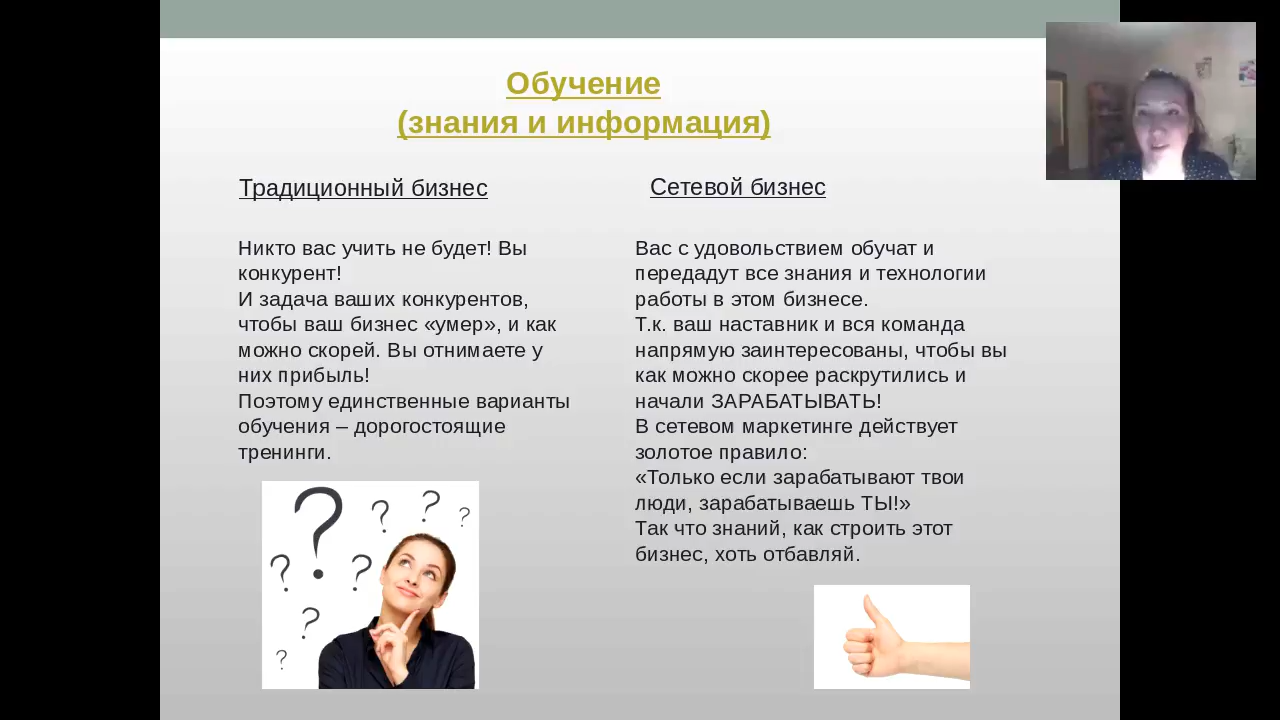 Обучение
(знания и информация)
Традиционный бизнес
Никто вас учить не будет! Вы
конкурент!
И задача ваших конкурентов,
чтобы ваш бизнес «умер», и как
можно скорей. Вы отнимаете у
них прибыль!
Поэтому единственные варианты
обучения – дорогостоящие
тренинги.
Сетевой бизнес
Вас с удовольствием обучат и
передадут все знания и технологии
работы в этом бизнесе.
Т.к. ваш наставник и вся команда
напрямую заинтересованы, чтобы вы
как можно скорее раскрутились и
начали ЗАРАБАТЫВАТЬ!
В сетевом маркетинге действует
золотое правило:
«Только если зарабатывают твои
люди, зарабатываешь ТЫ!»
Так что знаний, как строить этот
бизнес, хоть отбавляй.